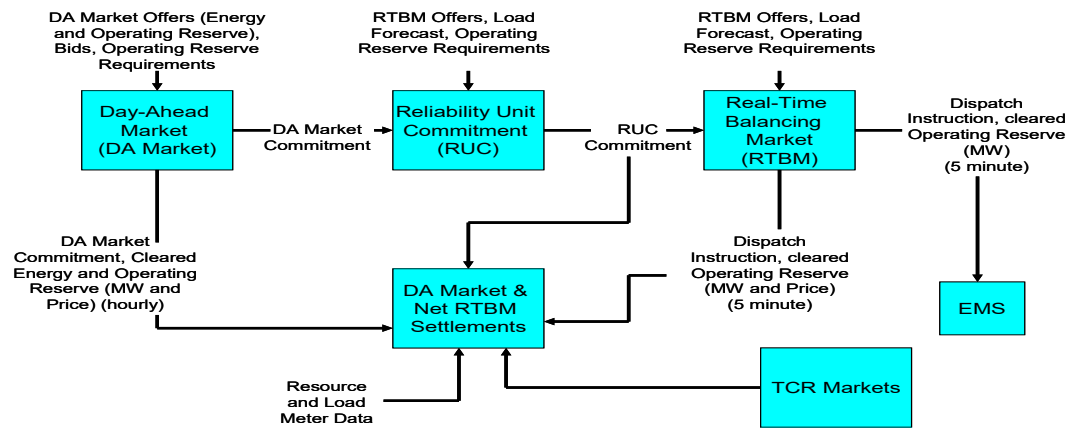 DA Market Offers (Energy
and Operating Reserve),
Bids, Operating Reserve
Requirements
RTBM Offers, Load
Forecast, Operating
Reserve Requirements
RTBM Offers, Load
Forecast, Operating
Reserve Requirements
Day-Ahead
Market
(DA Market)
DA Market
Commitment
Reliability Unit
Commitment
(RUC)
RUC
Commitment
Real-Time
Balancing
Market
(RTBM)
Dispatch
Instruction, cleared
Operating Reserve
(MW)
(5 minute)
DA Market
Commitment, Cleared
Energy and Operating
Reserve (MW and
Price) (hourly)
DA Market &
Net RTBM
Settlements
Dispatch
Instruction, cleared
Operating Reserve
(MW and Price)
(5 minute)
EMS
Resource
and Load
Meter Data
TCR Markets